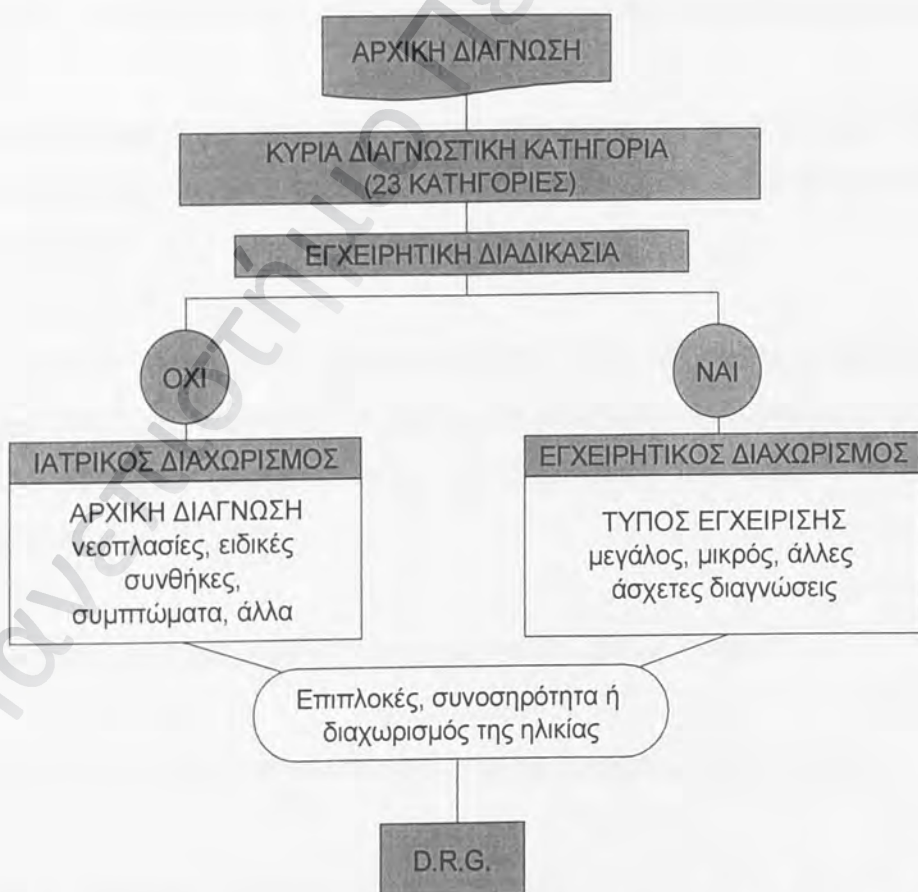 ΑΡΧΙΚΗ ΔΙΑΓΝΩΣΗ
ΚΥΡΙΑ ΔΙΑΓΝΩΣΤΙΚΗ ΚΑΤΗΓΟΡΙΑ
(23 ΚΑΤΗΓΟΡΙΕΣ)
ΕΓΧΕΙΡΗΤΙΚΗ ΔΙΑΔΙΚΑΣΙΑ
ΟΧΙ
ΝΑΙ
ΙΑΤΡΙΚΟΣ ΔΙΑΧΩΡΙΣΜΟΣ
ΑΡΧΙΚΗ ΔΙΑΓΝΩΣΗ
νεοπλασίες, ειδικές
συνθήκες,
συμπτώματα, άλλα
ΕΓΧΕΙΡΗΤΙΚΟΣ ΔΙΑΧΩΡΙΣΜΟΣ
ΤΥΠΟΣ ΕΓΧΕΙΡΙΣΗΣ
μεγάλος, μικρός, άλλες
άσχετες διαγνώσεις
Επιπλοκές, συνοσηρότητα ή
διαχωρισμός της ηλικίας
D.R.G.
Πανεπιστήμιο